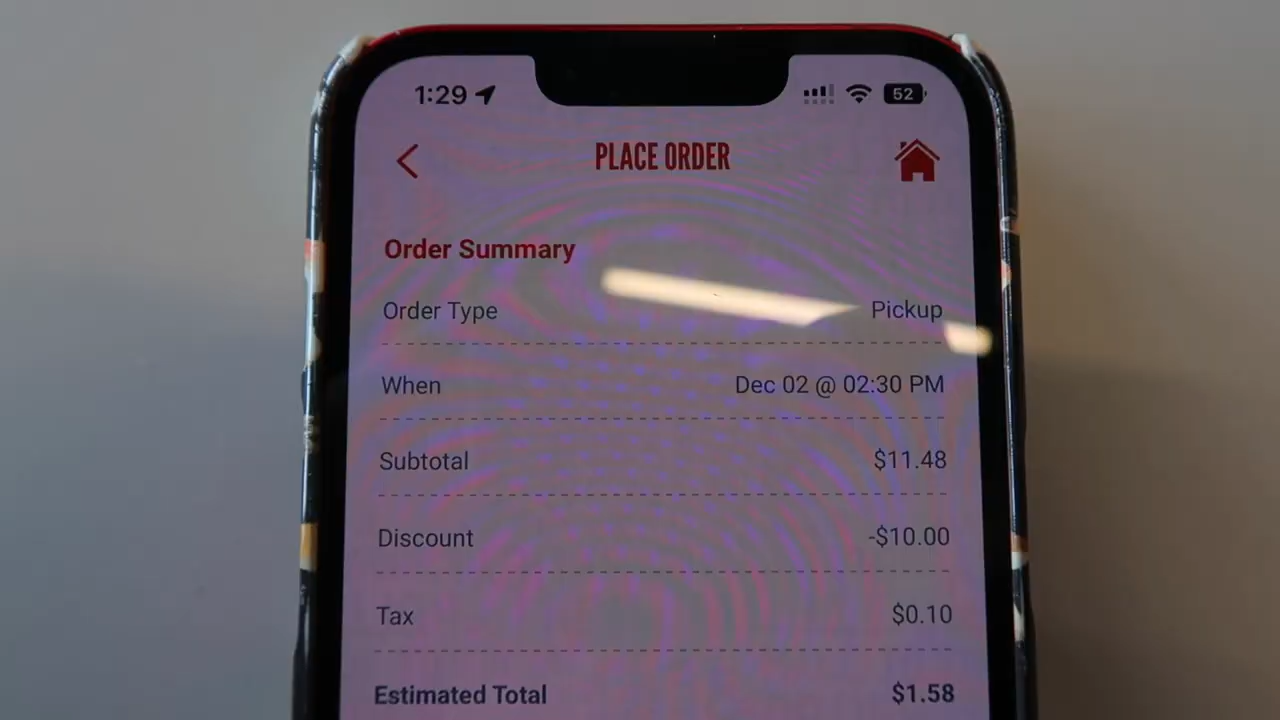 1:29 52
PLACE ORDER
Order Summary
Order Type Pickup
When Dec 02 @ 02:30 PM
Subtotal $11.48
Discount -$10.00
Tax $0.10
Estimated Total $1.58